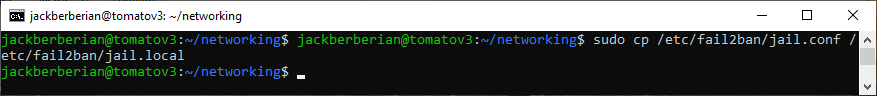 jackberberian@tomatov3: ~/networking
jackberberian@tomatov3:~/networking$ jackberberian@tomatov3:~/networking$ sudo cp /etc/fail2ban/jail.conf /
etc/fail2ban/jail.local
jackberberian@tomatov3:~/networking$